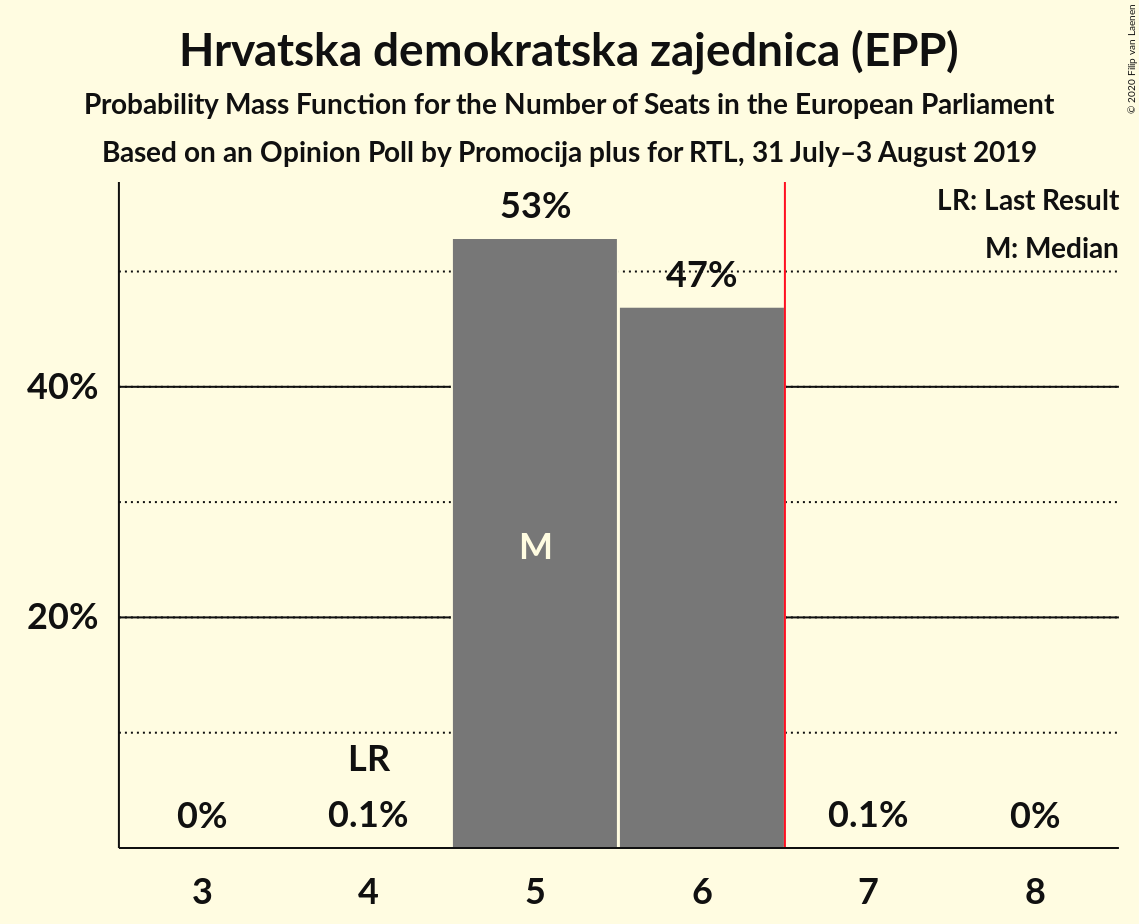 Hrvatska demokratska zajednica (EPP)
Probability Mass Function for the Number of Seats in the European Parliament
Based on an Opinion Poll by Promocija plus for RTL, 31 July–3 August 2019
© 2020 Filip van Laenen
LR: Last Result
M: Median
53%
47%
40%
20%
M
LR
0%
0.1%
0.1%
0%
3 4 5 6 7 8